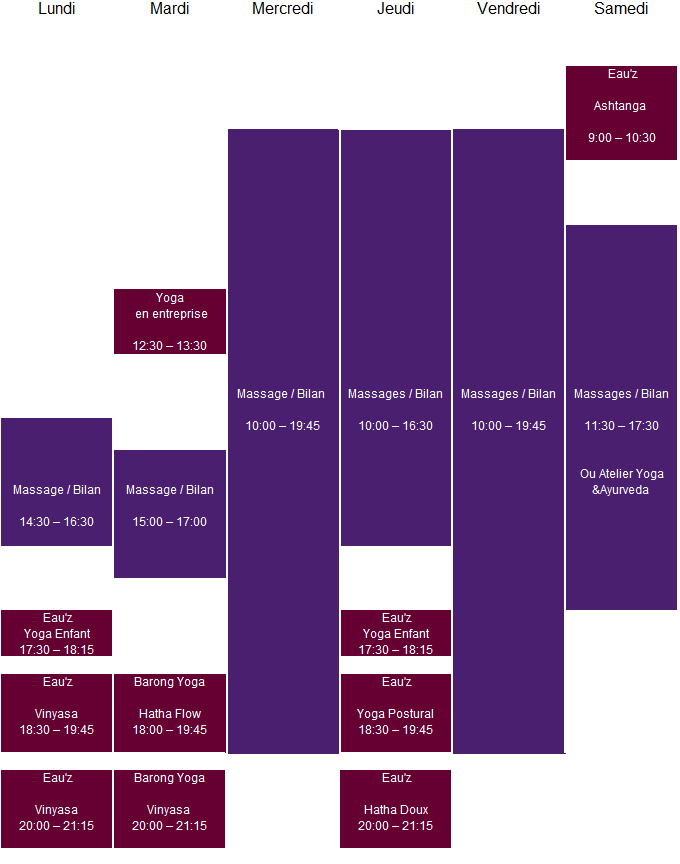 Lundi
Mardi
Mercredi
Jeudi
Vendredi
Samedi
Eau'z
Ashtanga
9:00 – 10:30
Yoga
en entreprise
12:30 – 13:30
Massage / Bilan
10:00 – 19:45
Massages / Bilan
10:00 – 16:30
Massages / Bilan
10:00 – 19:45
Massages / Bilan
11:30 – 17:30
Ou Atelier Yoga
&Ayurveda
Massage / Bilan
14:30 – 16:30
Massage / Bilan
15:00 – 17:00
Eau'z
Yoga Enfant
17:30 – 18:15
Eau'z
Yoga Enfant
17:30 – 18:15
Eau'z
Vinyasa
18:30 – 19:45
Barong Yoga
Hatha Flow
18:00 – 19:45
Eau'z
Yoga Postural
18:30 – 19:45
Eau'z
Vinyasa
20:00 – 21:15
Barong Yoga
Vinyasa
20:00 – 21:15
Eau'z
Hatha Doux
20:00 – 21:15